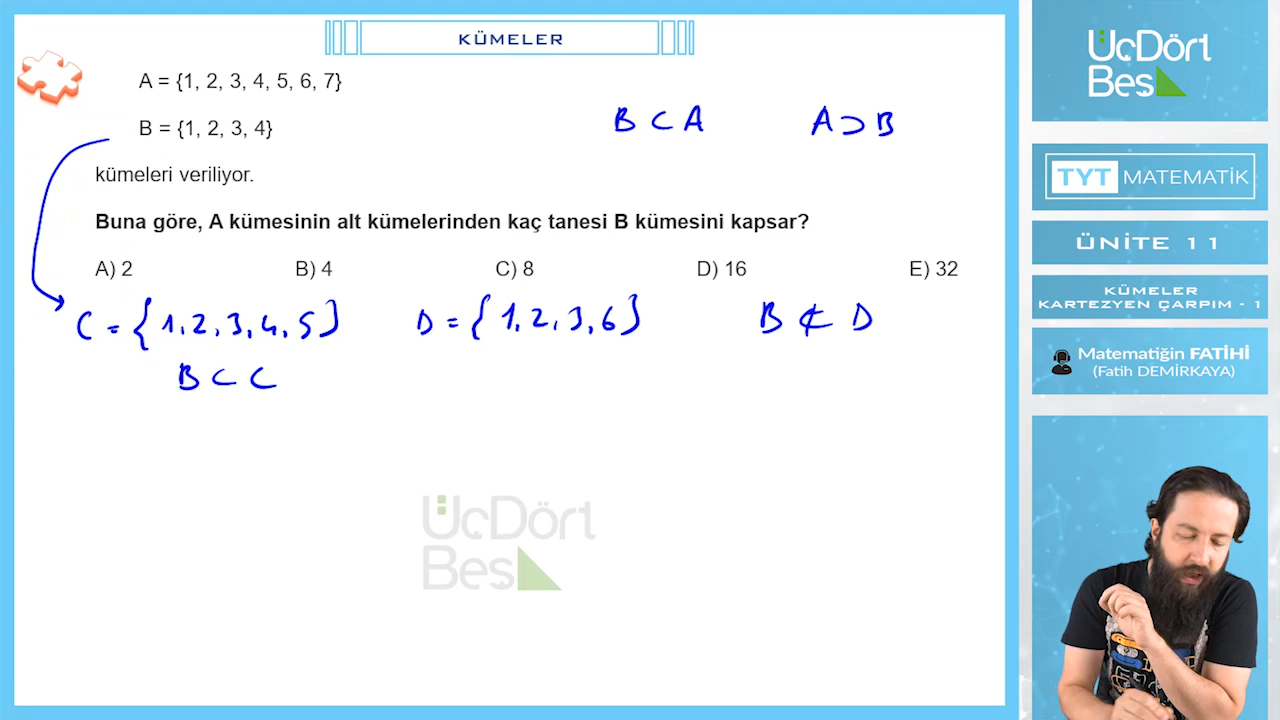 KÜMELER
A = {1, 2, 3, 4, 5, 6, 7}
B = {1, 2, 3, 4}
B ⊂ A
A ⊃ B
kümeleri veriliyor.
Buna göre, A kümesinin alt kümelerinden kaç tanesi B kümesini kapsar?
A) 2 B) 4 C) 8 D) 16 E) 32
C = {1, 2, 3, 4, 5} D = {1, 2, 3, 6} B ⊄ D
B ⊂ C
ÜçDört
Beş
ÜçDört
Beş
TYT MATEMATİK
ÜNİTE 11
KÜMELER
KARTEZYEN ÇARPIM - 1
Matematiğin FATİHİ
(Fatih DEMİRKAYA)